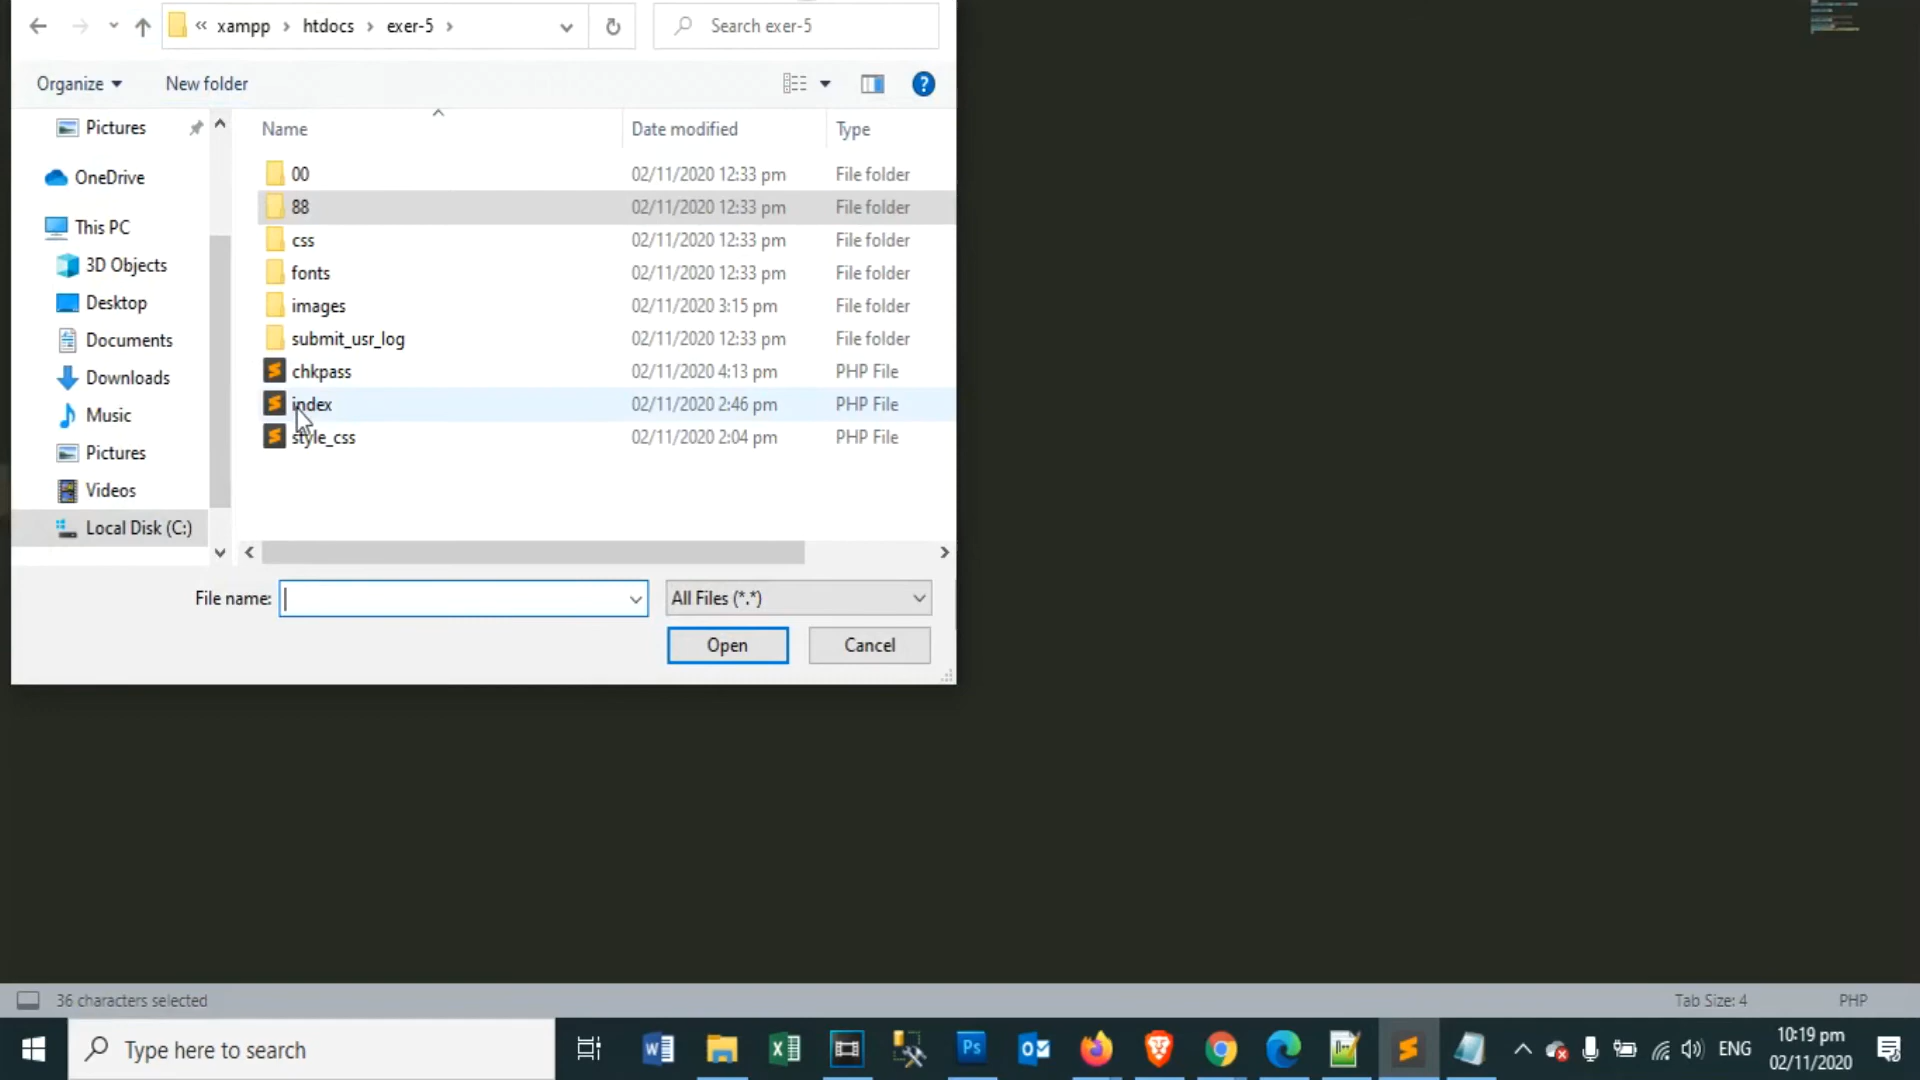 « xampp › htdocs › exer-5 ›
Search exer-5
Organize
New folder
Name Date modified Type
Pictures
OneDrive
This PC
3D Objects
Desktop
Documents
Downloads
Music
Pictures
Videos
Local Disk (C:)
00 02/11/2020 12:33 pm File folder
88 02/11/2020 12:33 pm File folder
css 02/11/2020 12:33 pm File folder
fonts 02/11/2020 12:33 pm File folder
images 02/11/2020 3:15 pm File folder
submit_usr_log 02/11/2020 12:33 pm File folder
chkpass 02/11/2020 4:13 pm PHP File
index 02/11/2020 2:46 pm PHP File
style_css 02/11/2020 2:04 pm PHP File
File name:
All Files (*.*)
Open
Cancel
36 characters selected
Tab Size: 4
PHP
Type here to search
Ps
ENG
10:19 pm
02/11/2020